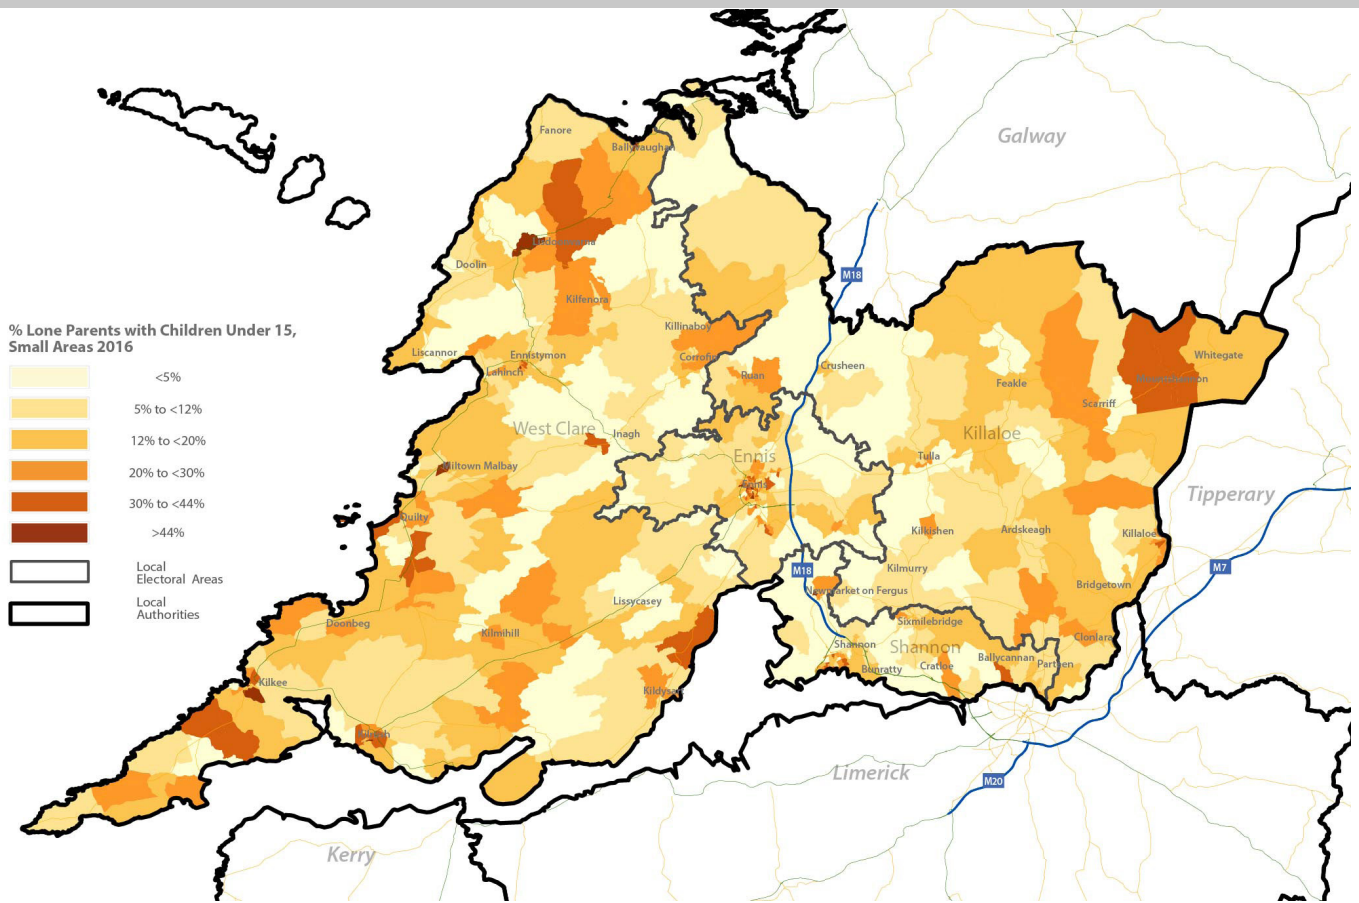 Galway
Fanore
Ballyvaughan
M18
Doolin
Kilfenora
% Lone Parents with Children Under 15,
Small Areas 2016
<5%
5% to <12%
12% to <20%
20% to <30%
30% to <44%
>44%
Local
Electoral Areas
Local
Authorities
Killinaboy
Liscannor
Ennistymon
Corrofin
Lahinch
Ruan
Crusheen
Whitegate
Feakle
Scarriff
West Clare
Inagh
Killaloe
Ennis
Tulla
Miltown Malbay
Ennis
Tipperary
Quilty
Kilkishen
Ardskeagh
Killaloe
M18
Kilmurry
M7
Bridgetown
Newmarket on Fergus
Lissycasey
Doonbeg
Kilmihill
Sixmilebridge
Clonlara
Shannon
Shannon
Ballycannan
Parteen
Bunratty
Cratloe
Kilkee
Limerick
M20
Kerry